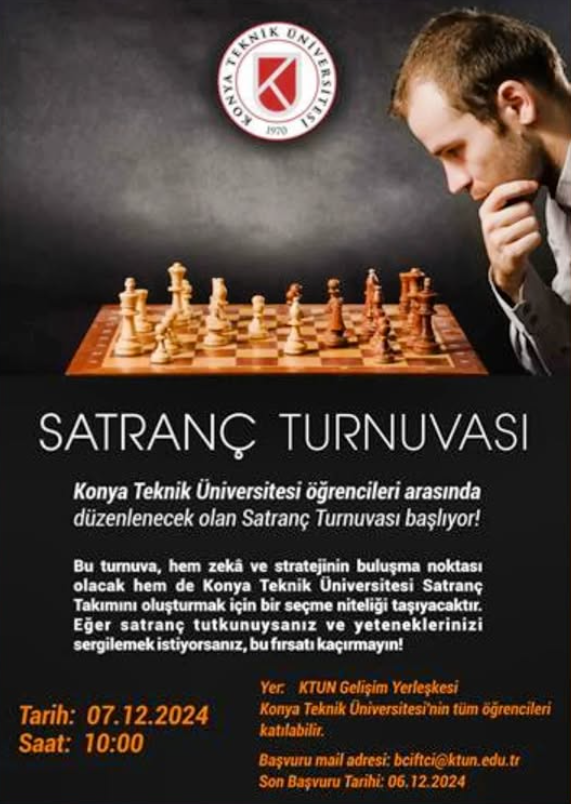 KONYA TEKNİK ÜNİVERSİTESİ
1970
SATRANÇ TURNUVASI
Konya Teknik Üniversitesi öğrencileri arasında
düzenlenecek olan Satranç Turnuvası başlıyor!
Bu turnuva, hem zekâ ve stratejinin buluşma noktası
olacak hem de Konya Teknik Üniversitesi Satranç
Takımını oluşturmak için bir seçme niteliği taşıyacaktır.
Eğer satranç tutkunuysanız ve yeteneklerinizi
sergilemek istiyorsanız, bu fırsatı kaçırmayın!
Tarih: 07.12.2024
Saat: 10:00
Yer: KTUN Gelişim Yerleşkesi
Konya Teknik Üniversitesi'nin tüm öğrencileri
katılabilir.
Başvuru mail adresi: bciftci@ktun.edu.tr
Son Başvuru Tarihi: 06.12.2024